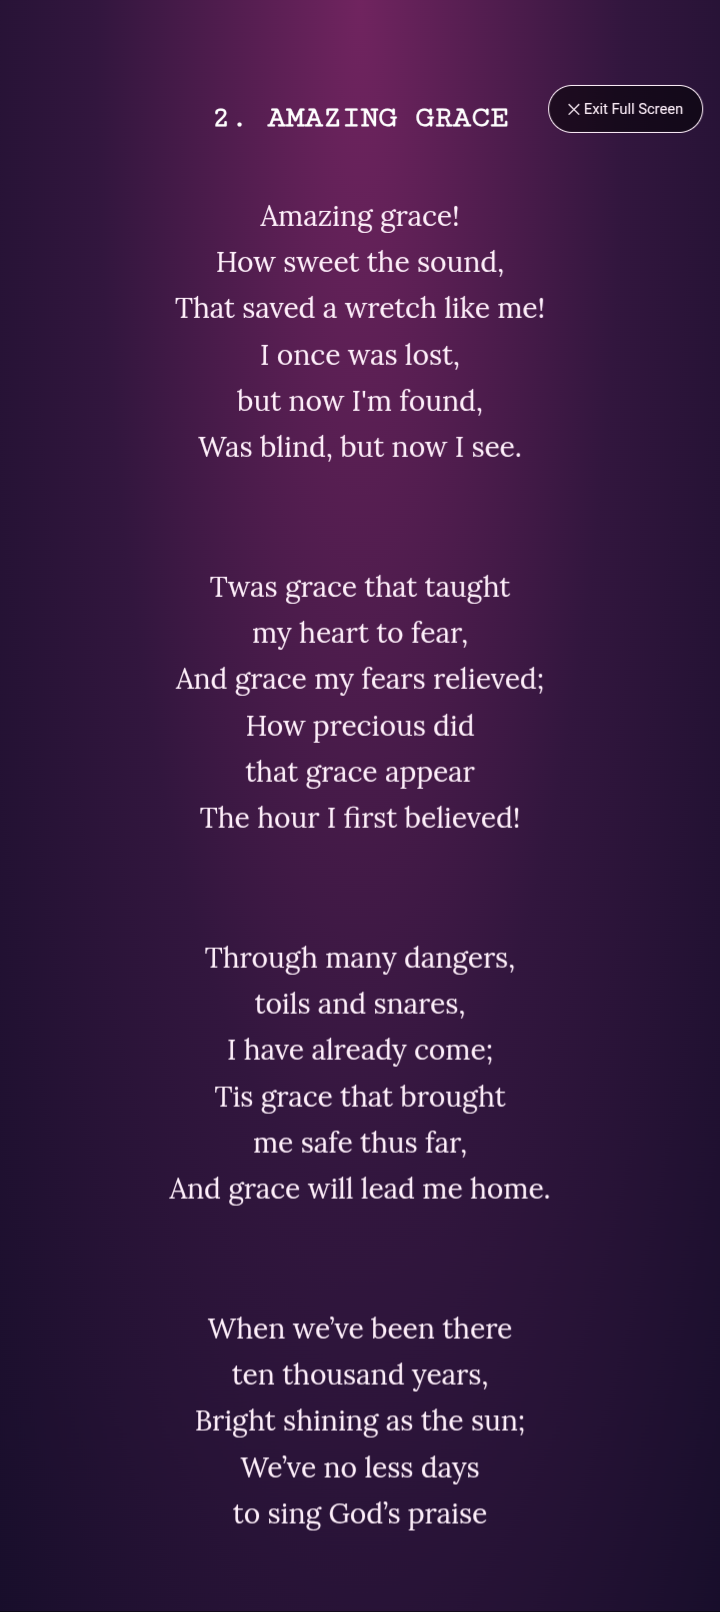 2. AMAZING GRACE
Exit Full Screen
Amazing grace!
How sweet the sound,
That saved a wretch like me!
I once was lost,
but now I'm found,
Was blind, but now I see.
Twas grace that taught
my heart to fear,
And grace my fears relieved;
How precious did
that grace appear
The hour I first believed!
Through many dangers,
toils and snares,
I have already come;
Tis grace that brought
me safe thus far,
And grace will lead me home.
When we’ve been there
ten thousand years,
Bright shining as the sun;
We’ve no less days
to sing God’s praise